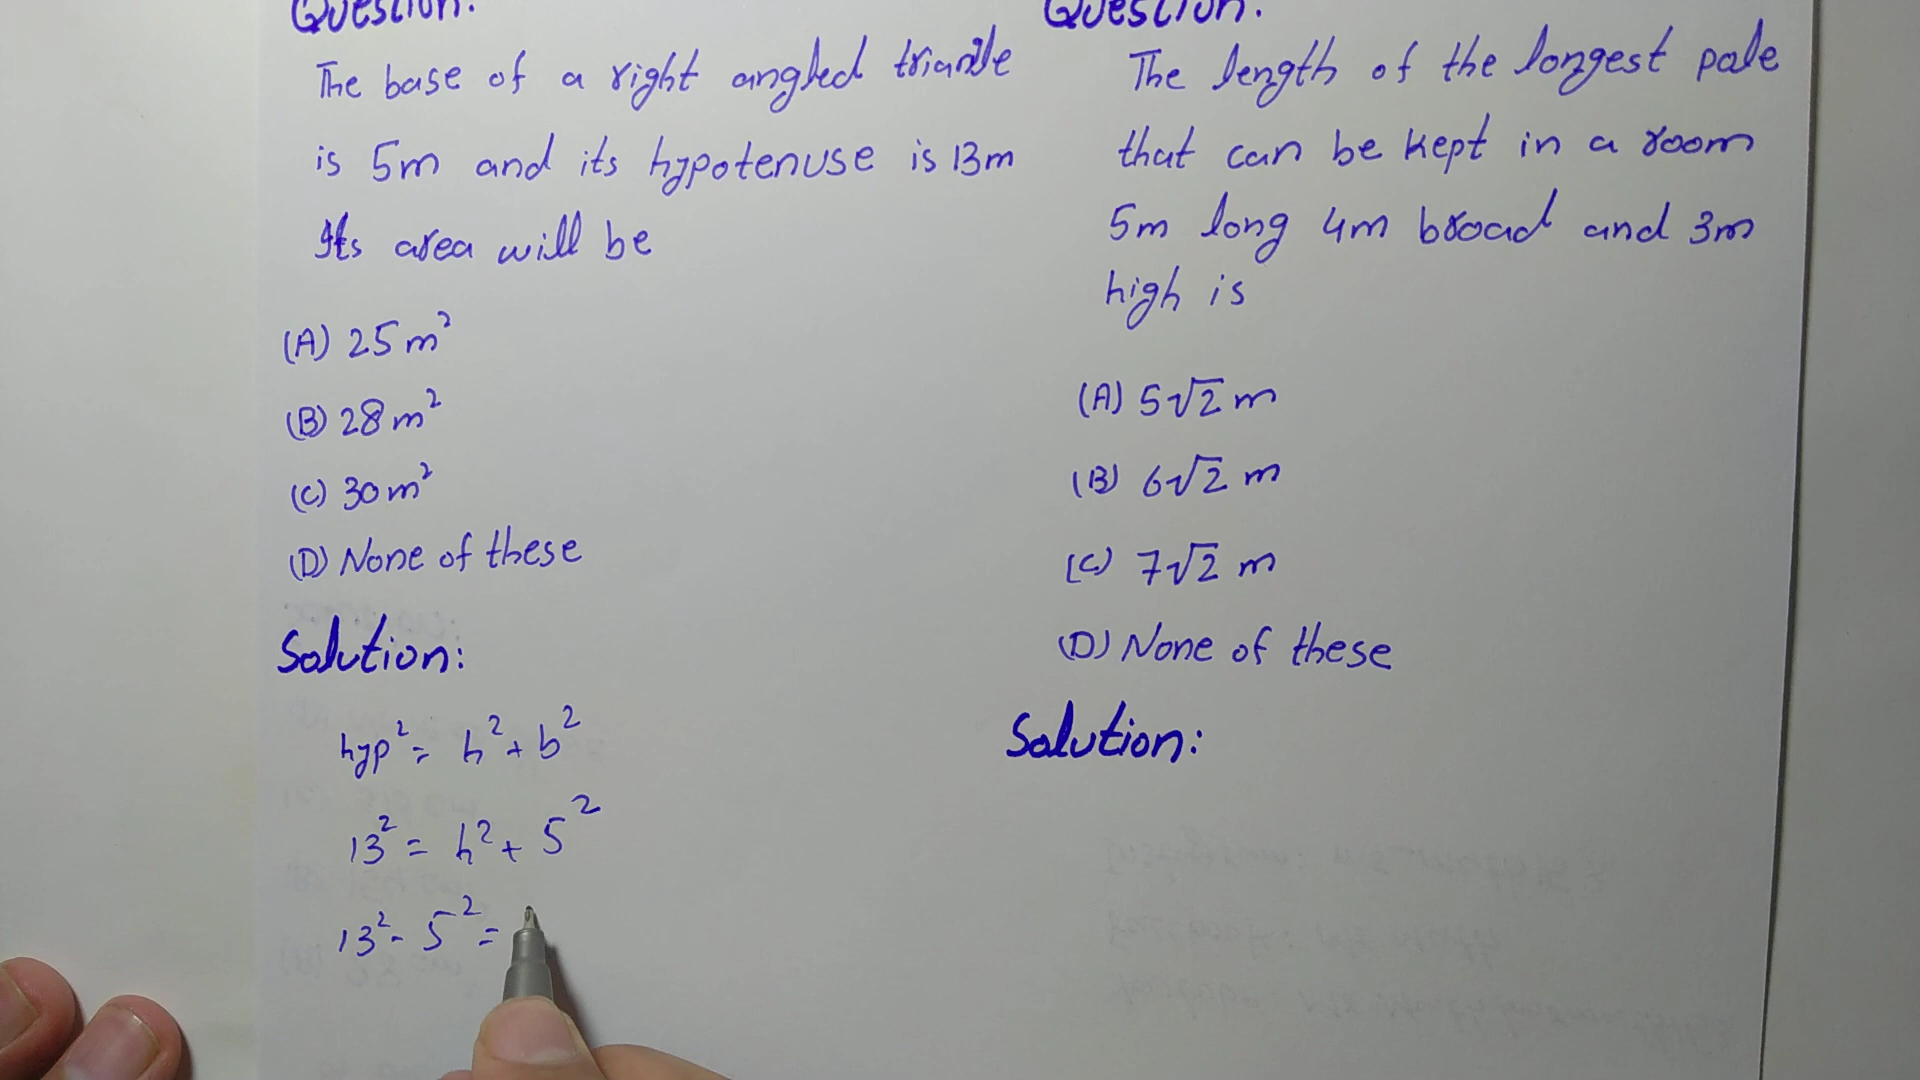 Question:
The base of a right angled triangle
is 5m and its hypotenuse is 13m
Its area will be
(A) 25 m²
(B) 28 m²
(C) 30 m²
(D) None of these
Solution:
hyp² = h² + b²
13² = h² + 5²
13² - 5² =
Question:
The length of the longest pole
that can be kept in a room
5m long 4m broad and 3m
high is
(A) 5√2 m
(B) 6√2 m
(C) 7√2 m
(D) None of these
Solution: